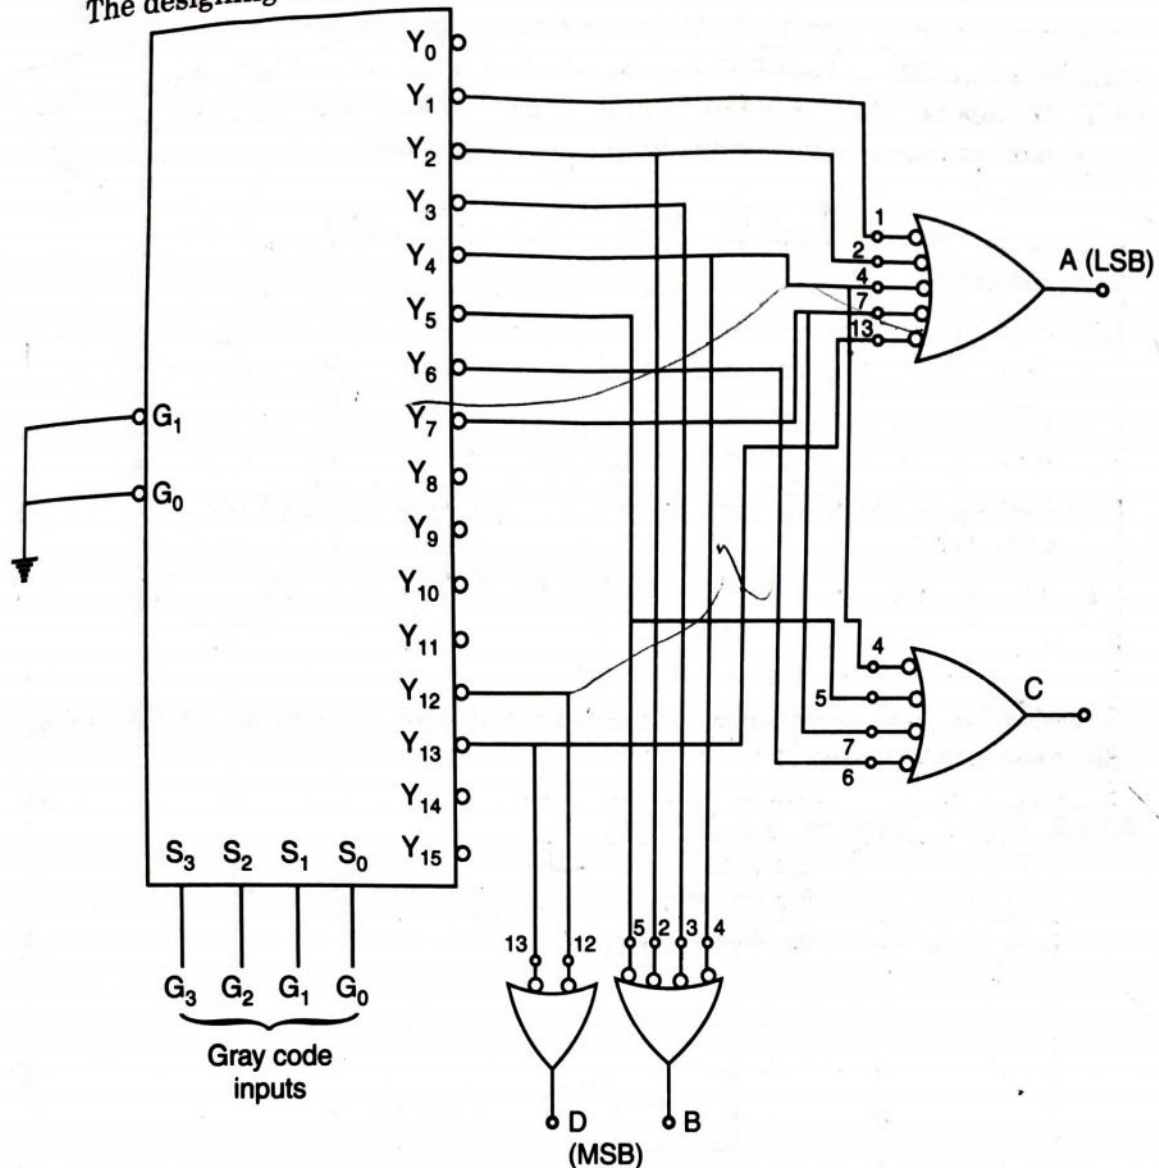 The designing
Y0
Y1
Y2
Y3
Y4
Y5
Y6
Y7
Y8
Y9
Y10
Y11
Y12
Y13
Y14
Y15
G1
G0
S3 S2 S1 S0
G3 G2 G1 G0
Gray code
inputs
1
2
4
7
13
A (LSB)
4
5
7
6
C
13 12
5 2 3 4
D
(MSB)
B